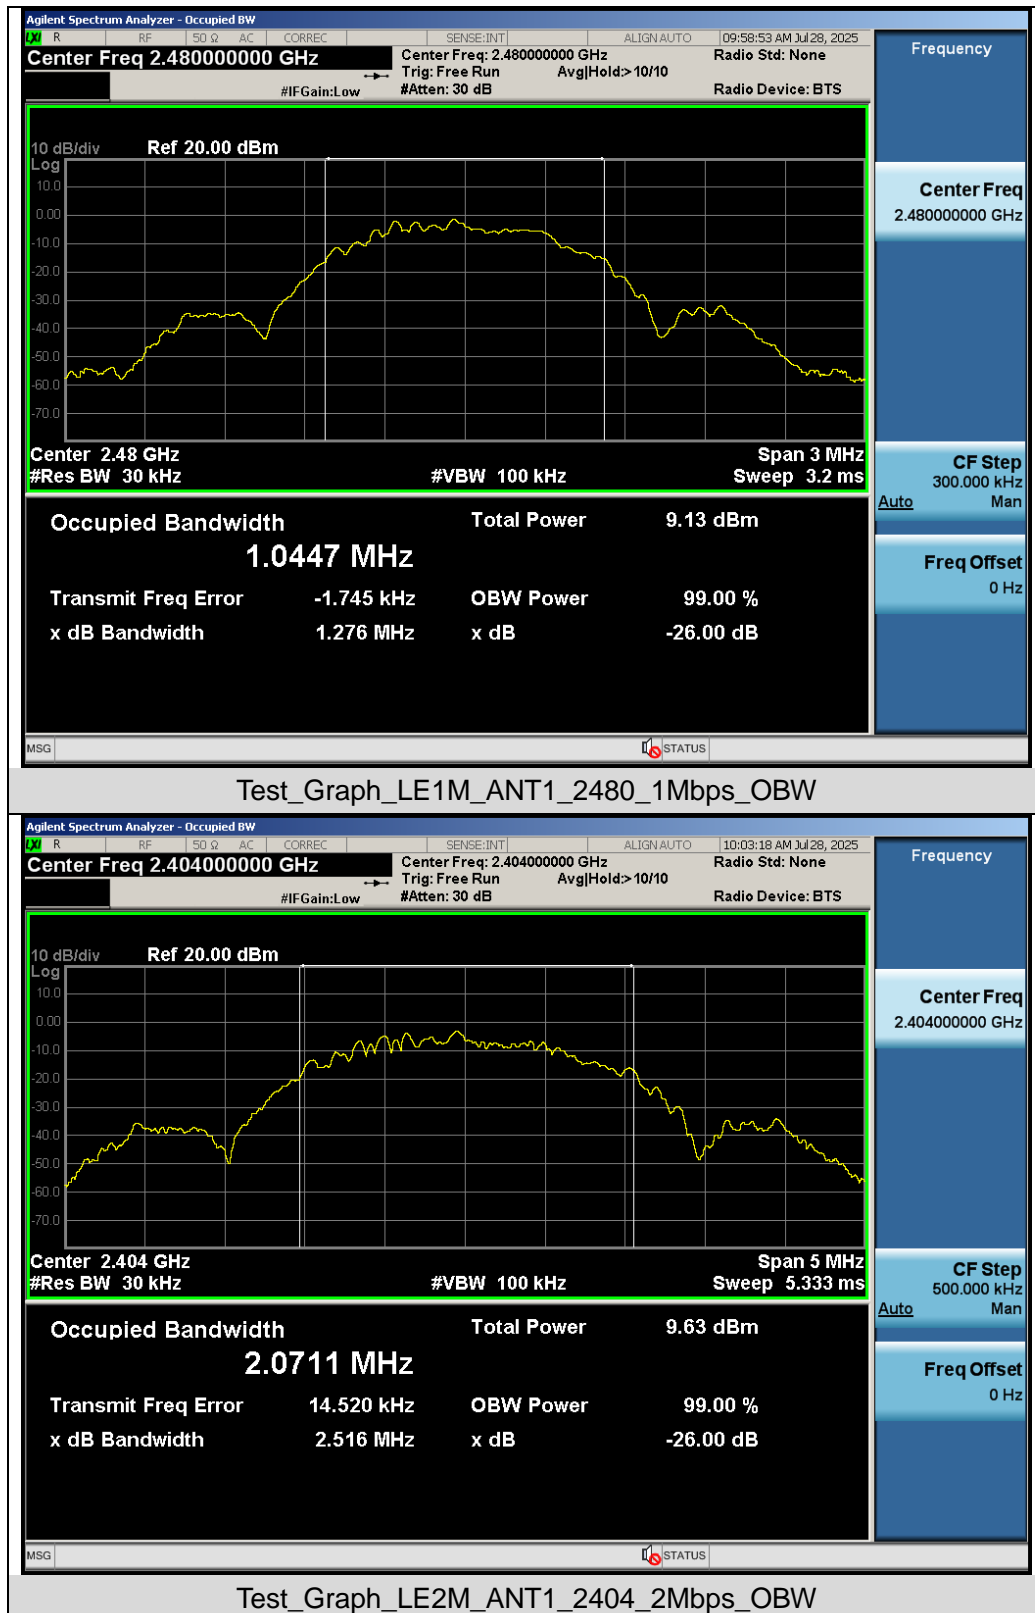 Agilent Spectrum Analyzer - Occupied BW
LXI R RF 50 Ω AC CORREC SENSE:INT ALIGN AUTO 09:58:53 AM Jul 28, 2025
Center Freq 2.480000000 GHz Center Freq: 2.480000000 GHz Radio Std: None
Trig: Free Run Avg|Hold:>10/10
#IFGain:Low #Atten: 30 dB Radio Device: BTS
Frequency
10 dB/div Ref 20.00 dBm
Log
10.0
0.00
-10.0
-20.0
-30.0
-40.0
-50.0
-60.0
-70.0
Center 2.48 GHz Span 3 MHz
#Res BW 30 kHz #VBW 100 kHz Sweep 3.2 ms
Center Freq
2.480000000 GHz
CF Step
300.000 kHz
Auto Man
Freq Offset
0 Hz
Occupied Bandwidth Total Power 9.13 dBm
1.0447 MHz
Transmit Freq Error -1.745 kHz OBW Power 99.00 %
x dB Bandwidth 1.276 MHz x dB -26.00 dB
MSG STATUS
Test_Graph_LE1M_ANT1_2480_1Mbps_OBW
Agilent Spectrum Analyzer - Occupied BW
LXI R RF 50 Ω AC CORREC SENSE:INT ALIGN AUTO 10:03:18 AM Jul 28, 2025
Center Freq 2.404000000 GHz Center Freq: 2.404000000 GHz Radio Std: None
Trig: Free Run Avg|Hold:>10/10
#IFGain:Low #Atten: 30 dB Radio Device: BTS
Frequency
10 dB/div Ref 20.00 dBm
Log
10.0
0.00
-10.0
-20.0
-30.0
-40.0
-50.0
-60.0
-70.0
Center 2.404 GHz Span 5 MHz
#Res BW 30 kHz #VBW 100 kHz Sweep 5.333 ms
Center Freq
2.404000000 GHz
CF Step
500.000 kHz
Auto Man
Freq Offset
0 Hz
Occupied Bandwidth Total Power 9.63 dBm
2.0711 MHz
Transmit Freq Error 14.520 kHz OBW Power 99.00 %
x dB Bandwidth 2.516 MHz x dB -26.00 dB
MSG STATUS
Test_Graph_LE2M_ANT1_2404_2Mbps_OBW